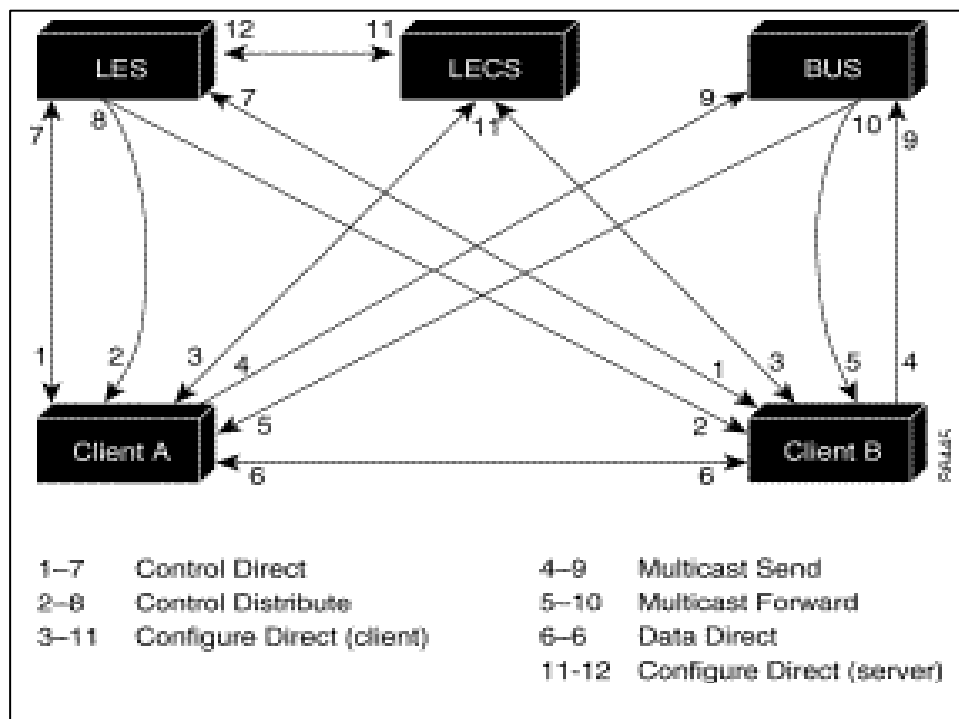 12 11
LES LECS BUS
7 8 7 11 9 10 9
1 2 3 4 1 3 5 4
5 2
Client A Client B
6 6
1–7 Control Direct
2–8 Control Distribute
3–11 Configure Direct (client)
4–9 Multicast Send
5–10 Multicast Forward
6–6 Data Direct
11-12 Configure Direct (server)